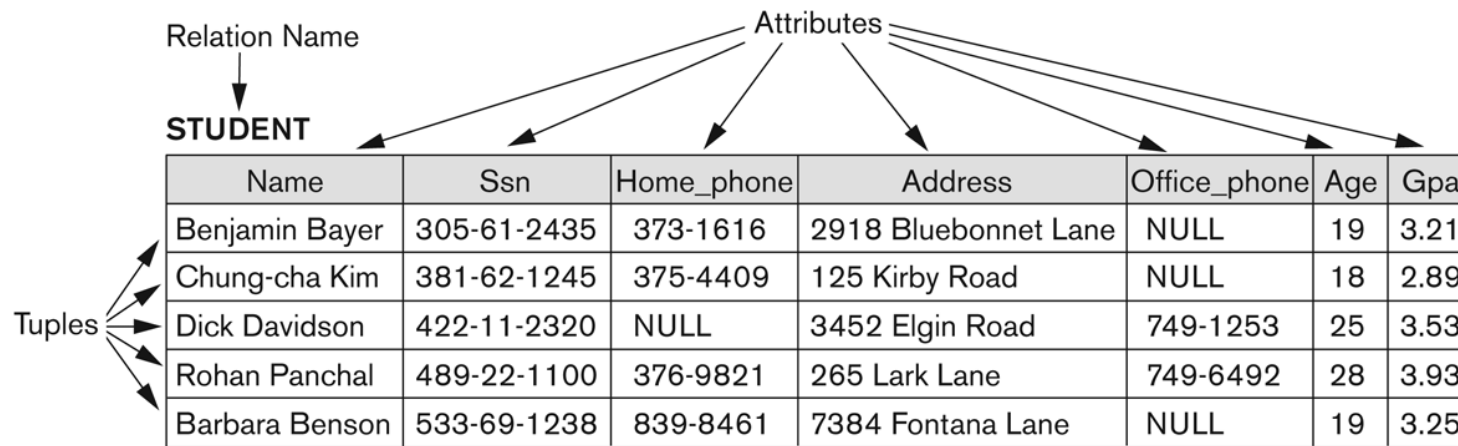 Attributes
Relation Name
STUDENT
Name Ssn Home_phone Address Office_phone Age Gpa
Benjamin Bayer 305-61-2435 373-1616 2918 Bluebonnet Lane NULL 19 3.21
Chung-cha Kim 381-62-1245 375-4409 125 Kirby Road NULL 18 2.89
Tuples Dick Davidson 422-11-2320 NULL 3452 Elgin Road 749-1253 25 3.53
Rohan Panchal 489-22-1100 376-9821 265 Lark Lane 749-6492 28 3.93
Barbara Benson 533-69-1238 839-8461 7384 Fontana Lane NULL 19 3.25